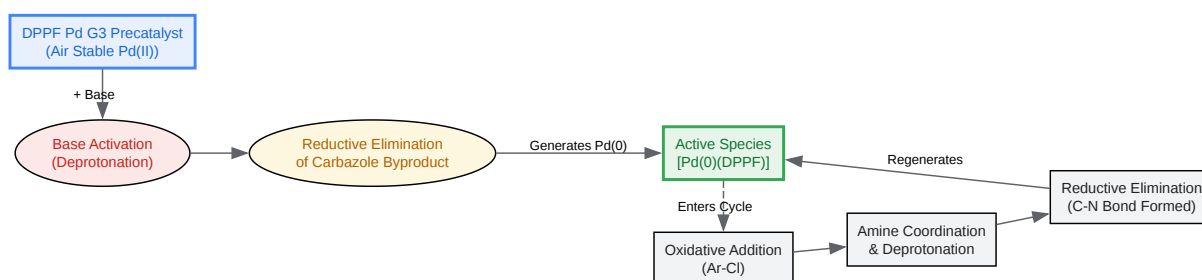 DPPF Pd G3 Precatalyst
(Air Stable Pd(II))
+ Base
Base Activation
(Deprotonation)
Reductive Elimination
of Carbazole Byproduct
Generates Pd(0)
Active Species
[Pd(0)(DPPF)]
Enters Cycle
Oxidative Addition
(Ar-Cl)
Amine Coordination
& Deprotonation
Reductive Elimination
(C-N Bond Formed)
Regenerates